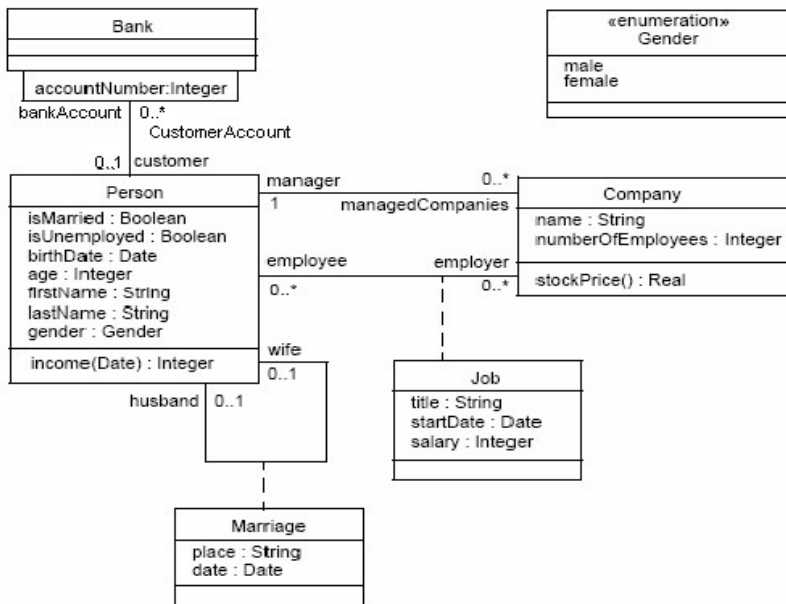 Bank
accountNumber:Integer
bankAccount 0..*
CustomerAccount
0..1 customer
«enumeration»
Gender
male
female
Person
isMarried : Boolean
isUnemployed : Boolean
birthDate : Date
age : Integer
firstName : String
lastName : String
gender : Gender
income(Date) : Integer
manager 0..*
1 managedCompanies
employee employer
0..* 0..*
Company
name : String
numberOfEmployees : Integer
stockPrice() : Real
wife
0..1
husband 0..1
Job
title : String
startDate : Date
salary : Integer
Marriage
place : String
date : Date